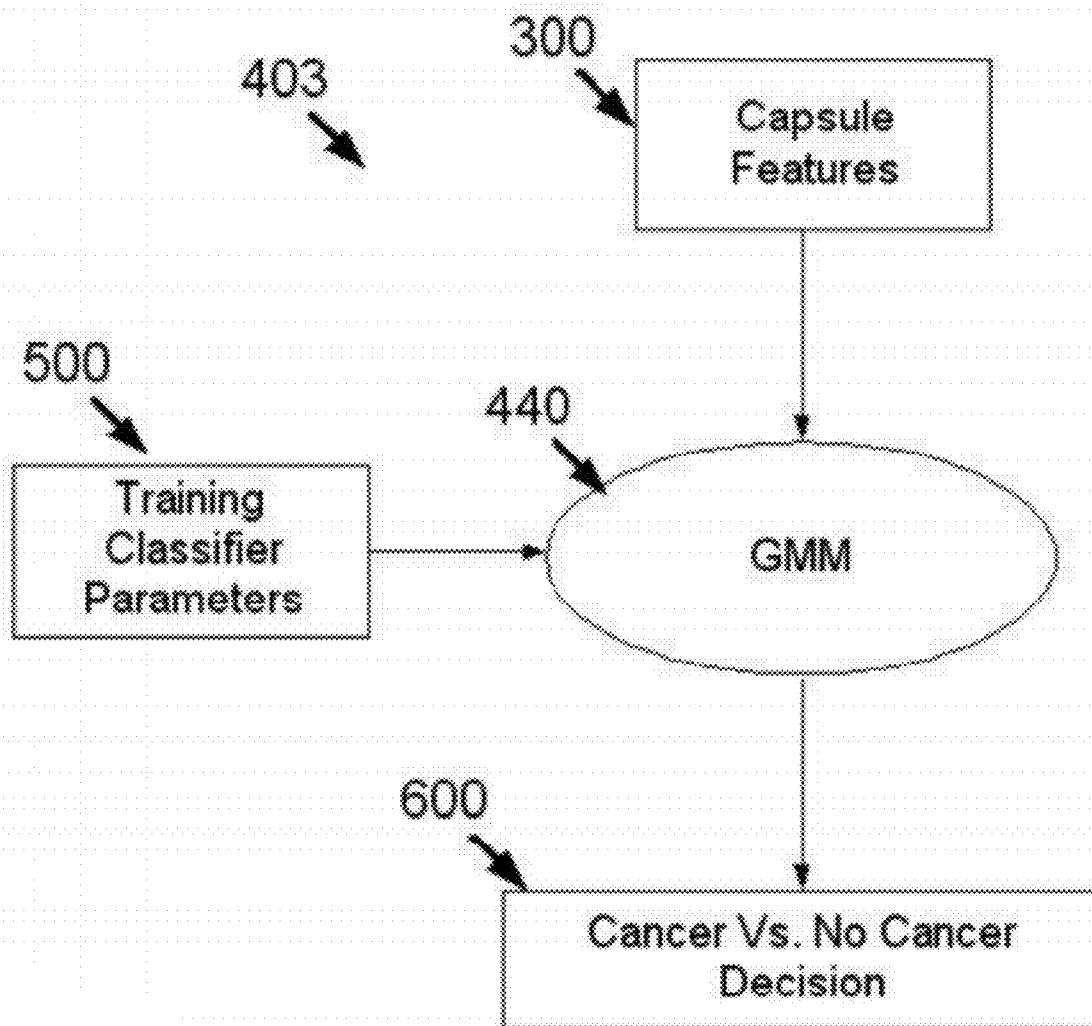 300
403
Capsule
Features
500
440
Training
Classifier
Parameters
GMM
600
Cancer Vs. No Cancer
Decision